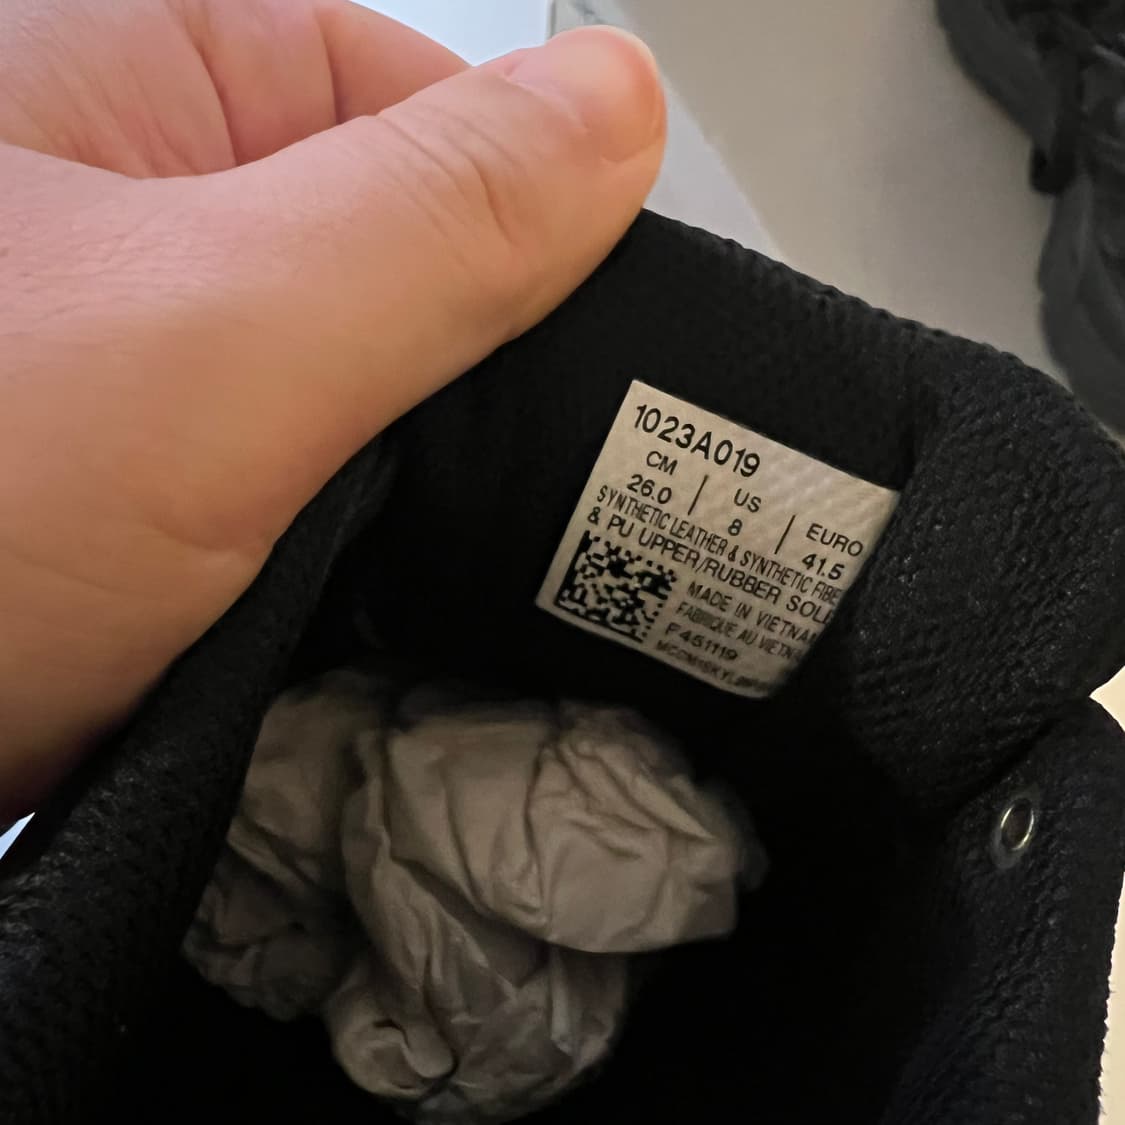 1023A019
CM | US | EURO
26.0 | 8 | 41.5
SYNTHETIC LEATHER & SYNTHETIC FIBE
& PU UPPER/RUBBER SOLE
MADE IN VIETNAM
FABRIQUE AU VIETNAM
F451119